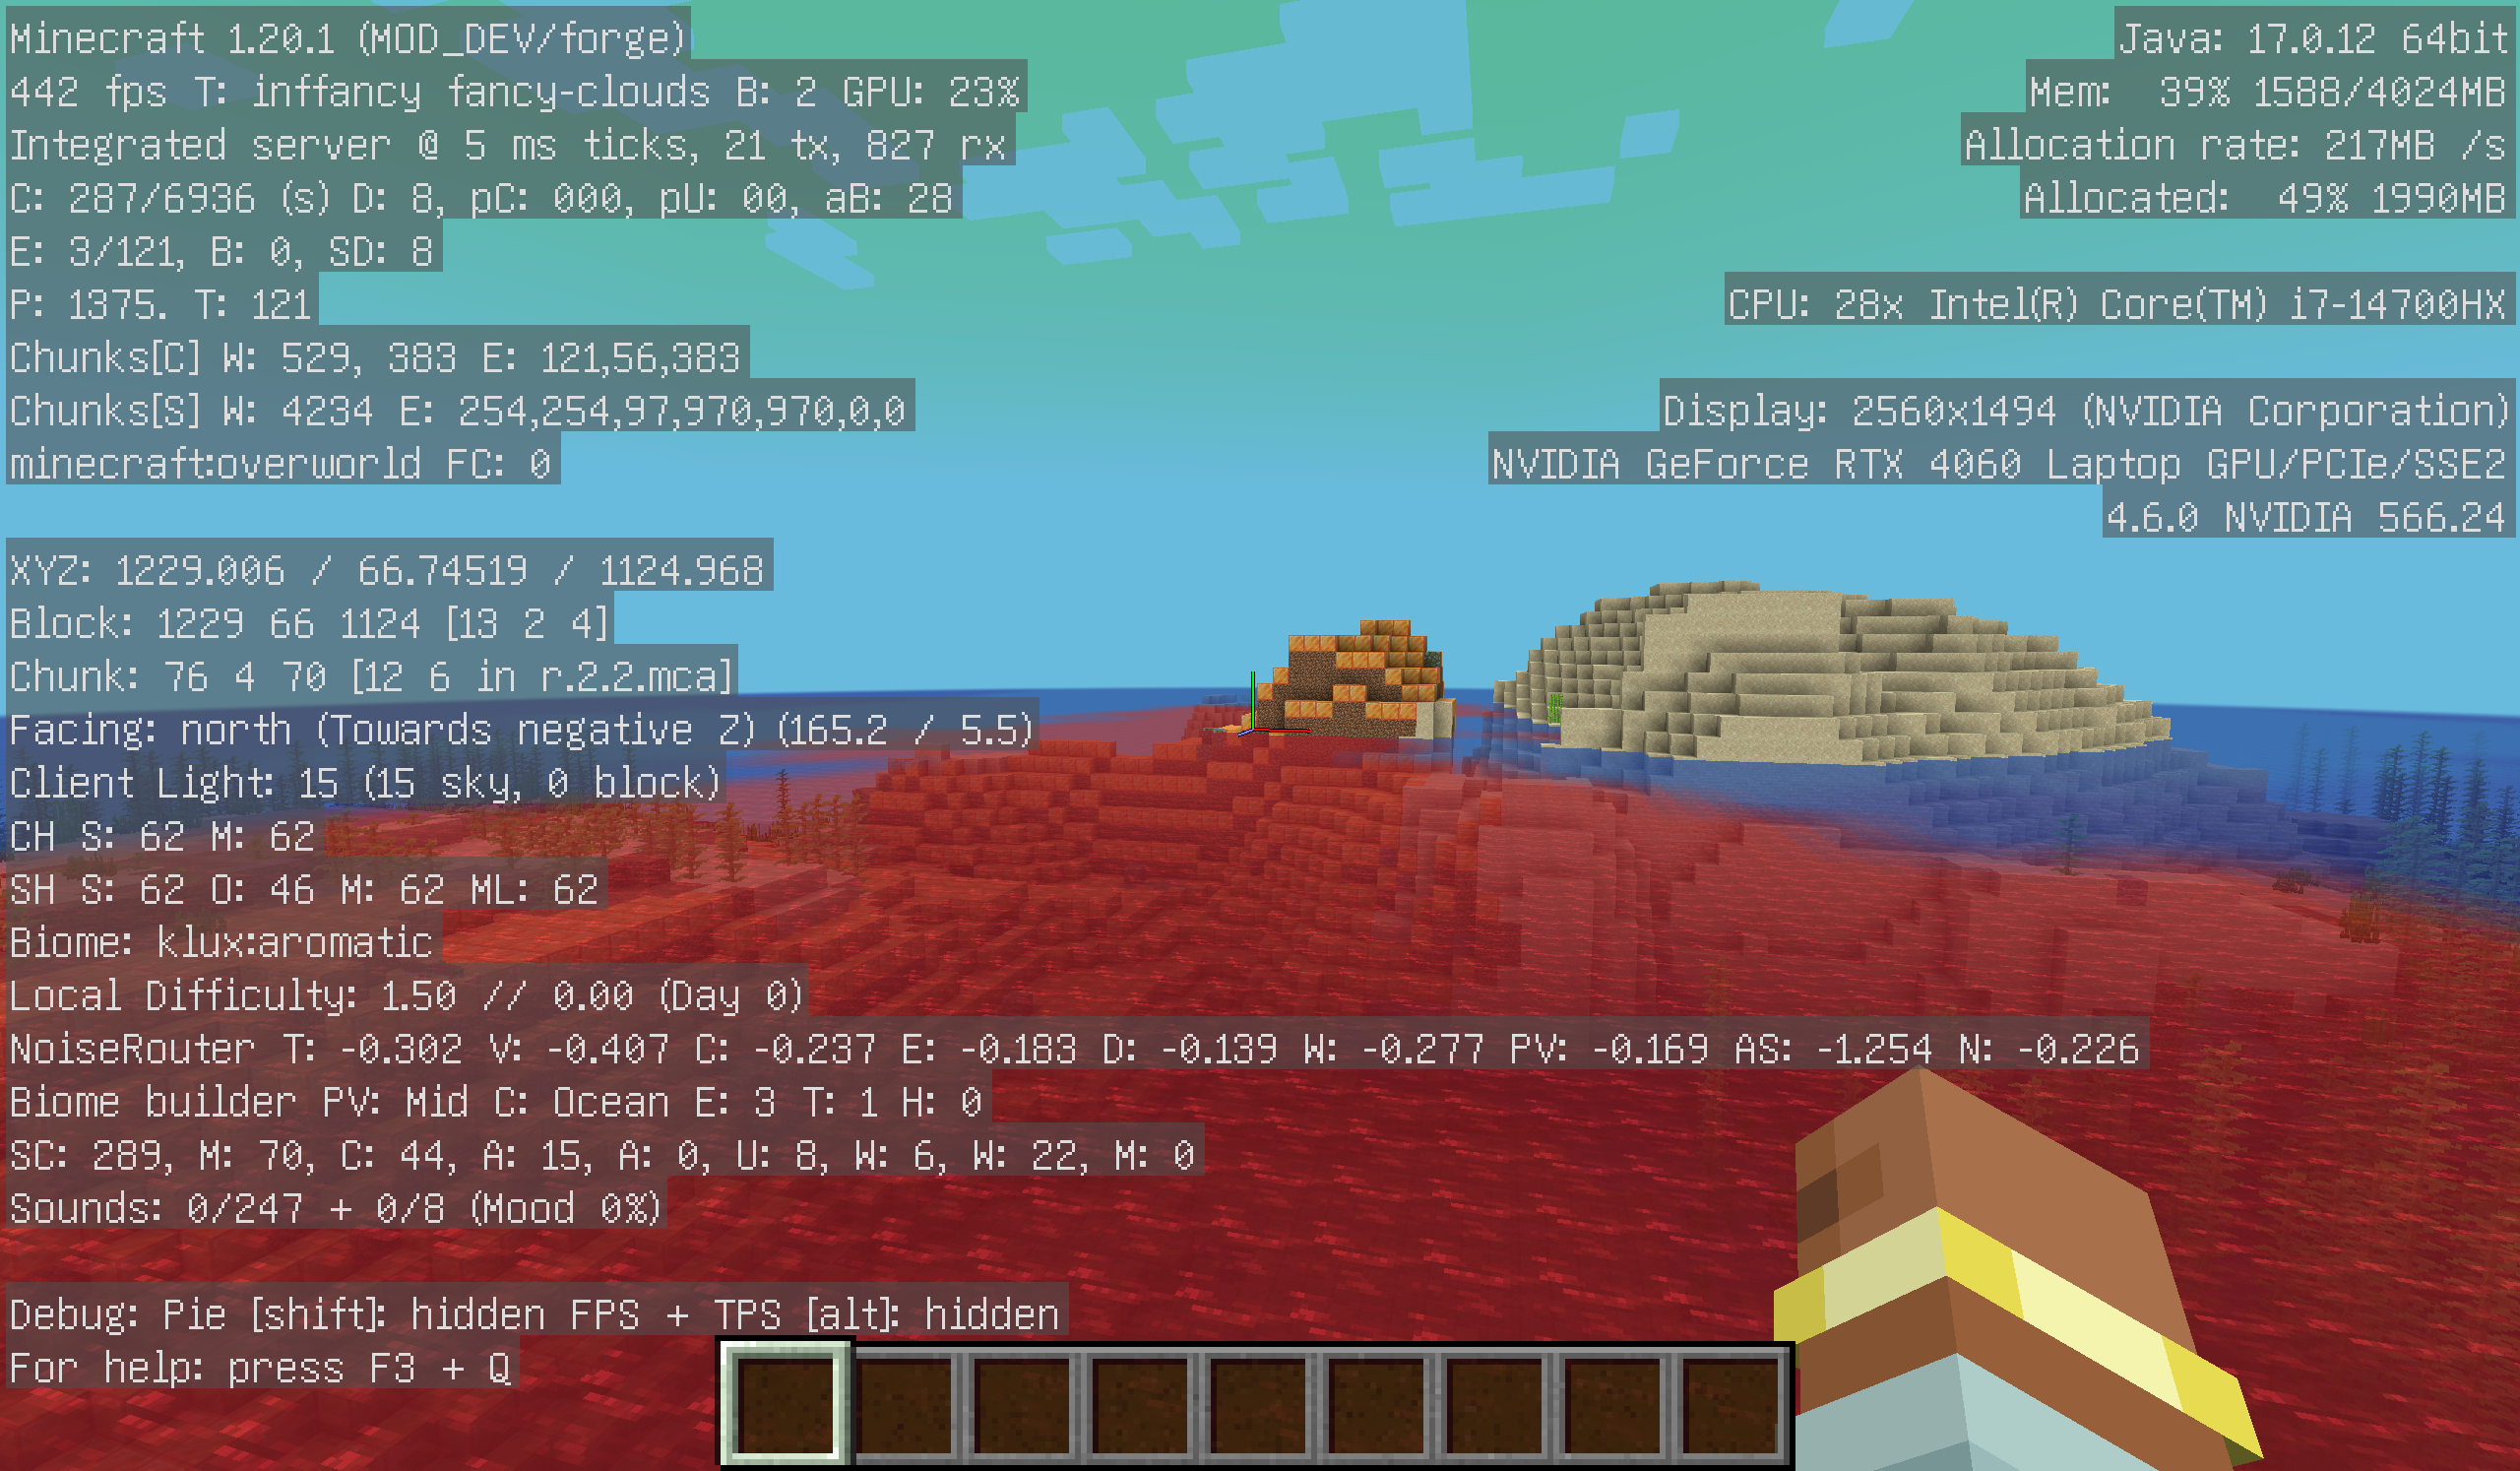 Minecraft 1.20.1 (MOD_DEV/forge)
442 fps T: inffancy fancy-clouds B: 2 GPU: 23%
Integrated server @ 5 ms ticks, 21 tx, 827 rx
C: 287/6936 (s) D: 8, pC: 000, pU: 00, aB: 28
E: 3/121, B: 0, SD: 8
P: 1375. T: 121
Chunks[C] W: 529, 383 E: 121,56,383
Chunks[S] W: 4234 E: 254,254,97,970,970,0,0
minecraft:overworld FC: 0
XYZ: 1229.006 / 66.74519 / 1124.968
Block: 1229 66 1124 [13 2 4]
Chunk: 76 4 70 [12 6 in r.2.2.mca]
Facing: north (Towards negative Z) (165.2 / 5.5)
Client Light: 15 (15 sky, 0 block)
CH S: 62 M: 62
SH S: 62 O: 46 M: 62 ML: 62
Biome: klux:aromatic
Local Difficulty: 1.50 // 0.00 (Day 0)
NoiseRouter T: -0.302 V: -0.407 C: -0.237 E: -0.183 D: -0.139 W: -0.277 PV: -0.169 AS: -1.254 N: -0.226
Biome builder PV: Mid C: Ocean E: 3 T: 1 H: 0
SC: 289, M: 70, C: 44, A: 15, A: 0, U: 8, W: 6, W: 22, M: 0
Sounds: 0/247 + 0/8 (Mood 0%)
Debug: Pie [shift]: hidden FPS + TPS [alt]: hidden
For help: press F3 + Q
Java: 17.0.12 64bit
Mem: 39% 1588/4024MB
Allocation rate: 217MB /s
Allocated: 49% 1990MB
CPU: 28x Intel(R) Core(TM) i7-14700HX
Display: 2560x1494 (NVIDIA Corporation)
NVIDIA GeForce RTX 4060 Laptop GPU/PCIe/SSE2
4.6.0 NVIDIA 566.24